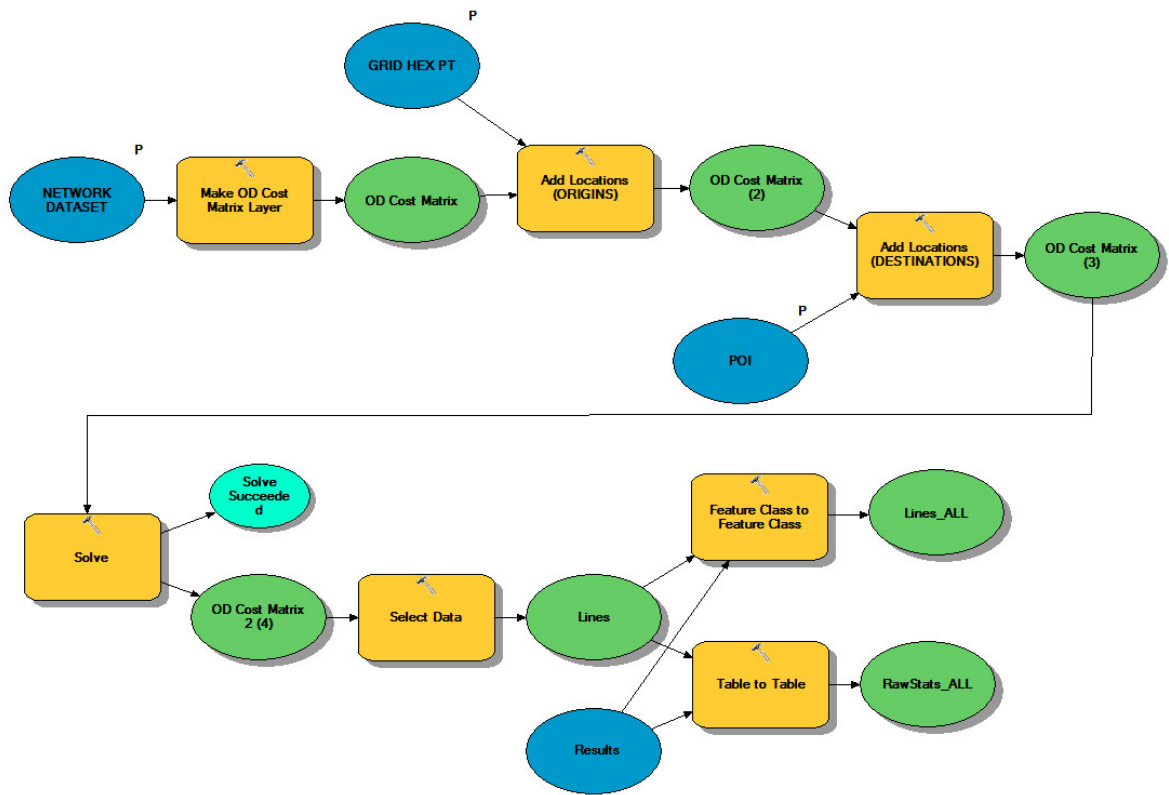 P
GRID HEX PT
P
NETWORK
DATASET
Make OD Cost
Matrix Layer
OD Cost Matrix
Add Locations
(ORIGINS)
OD Cost Matrix
(2)
Add Locations
(DESTINATIONS)
OD Cost Matrix
(3)
P
POI
Solve
Solve
Succeede
d
OD Cost Matrix
2 (4)
Select Data
Lines
Feature Class to
Feature Class
Lines_ALL
Table to Table
RawStats_ALL
Results